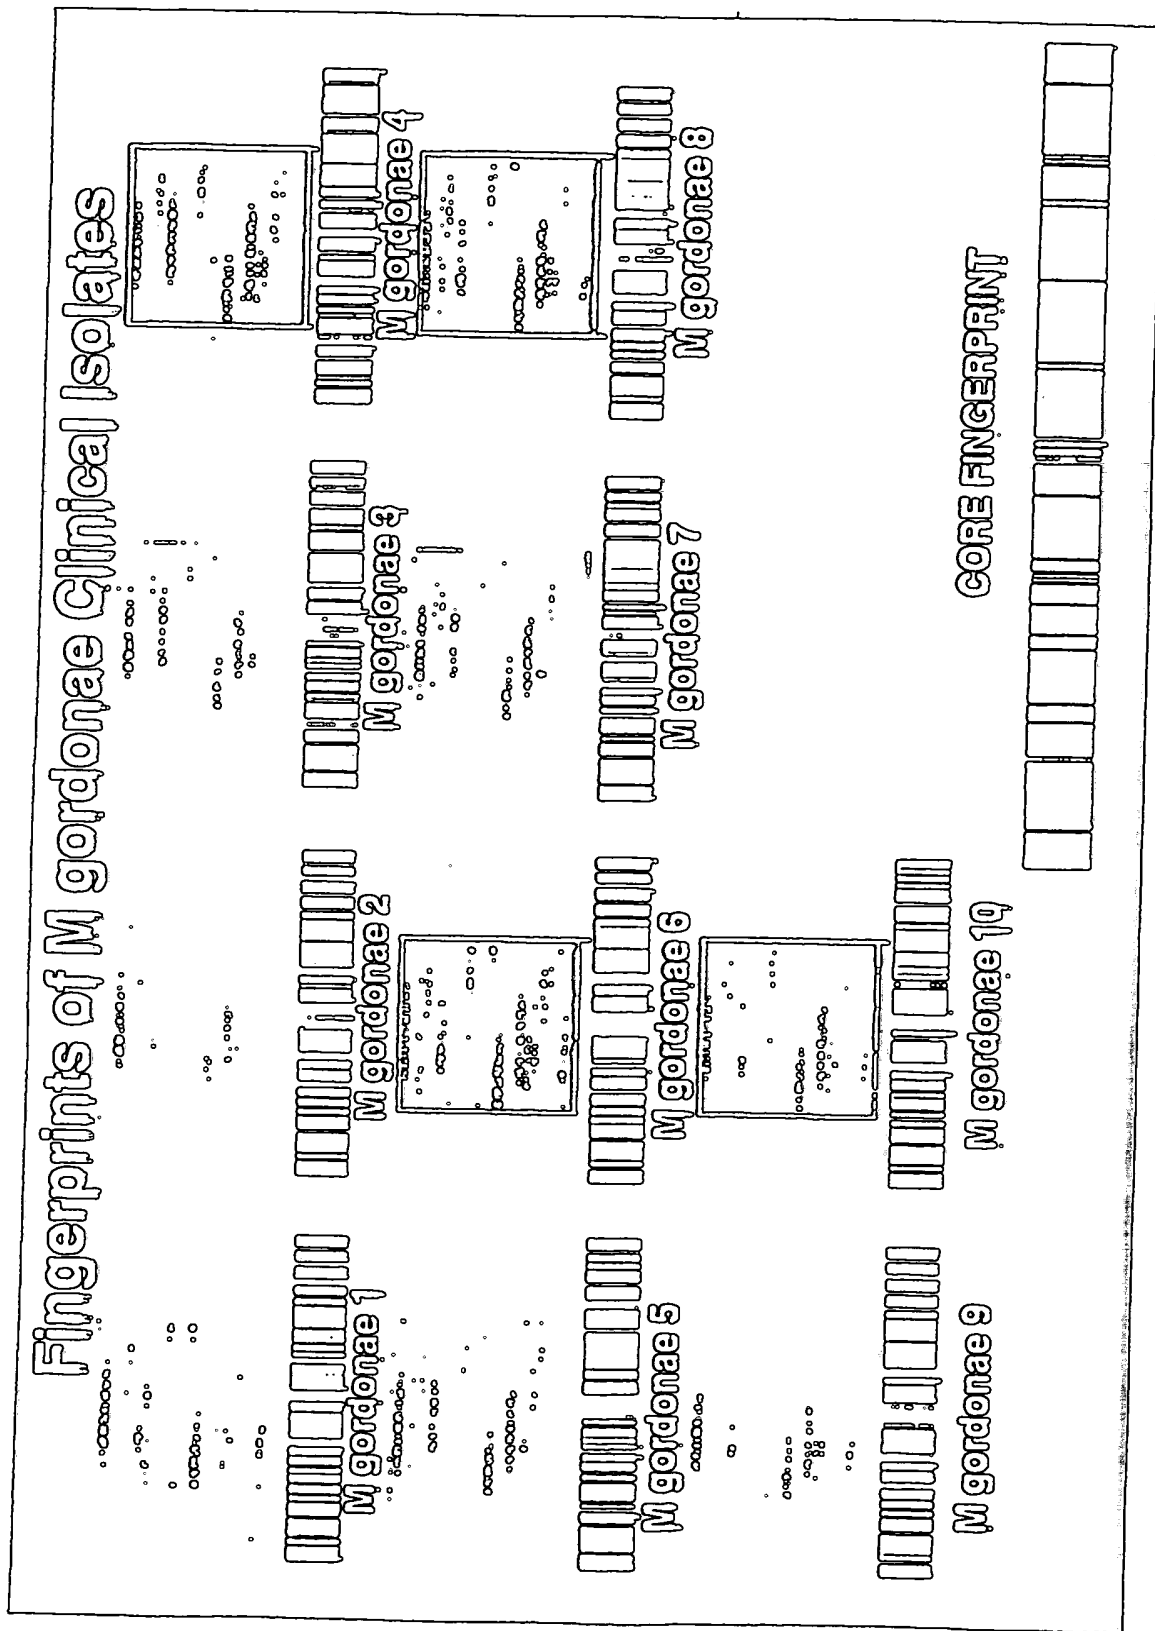 Fingerprints of M gordonae Clinical Isolates
M gordonae 1
M gordonae 2
M gordonae 3
M gordonae 4
M gordonae 5
M gordonae 6
M gordonae 7
M gordonae 8
M gordonae 9
M gordonae 10
CORE FINGERPRINT